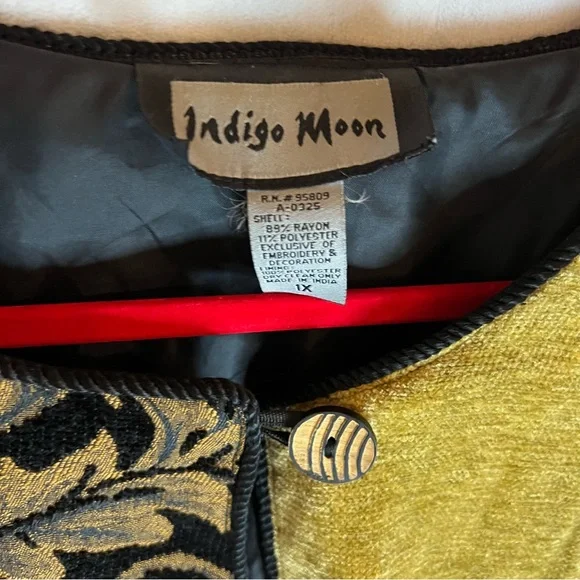 Indigo Moon
R.N. # 95809
A-0325
SHELL:
89% RAYON
11% POLYESTER
EXCLUSIVE OF
EMBROIDERY &
DECORATION
LINING:
100% POLYESTER
DRY CLEAN ONLY
MADE IN INDIA
1X